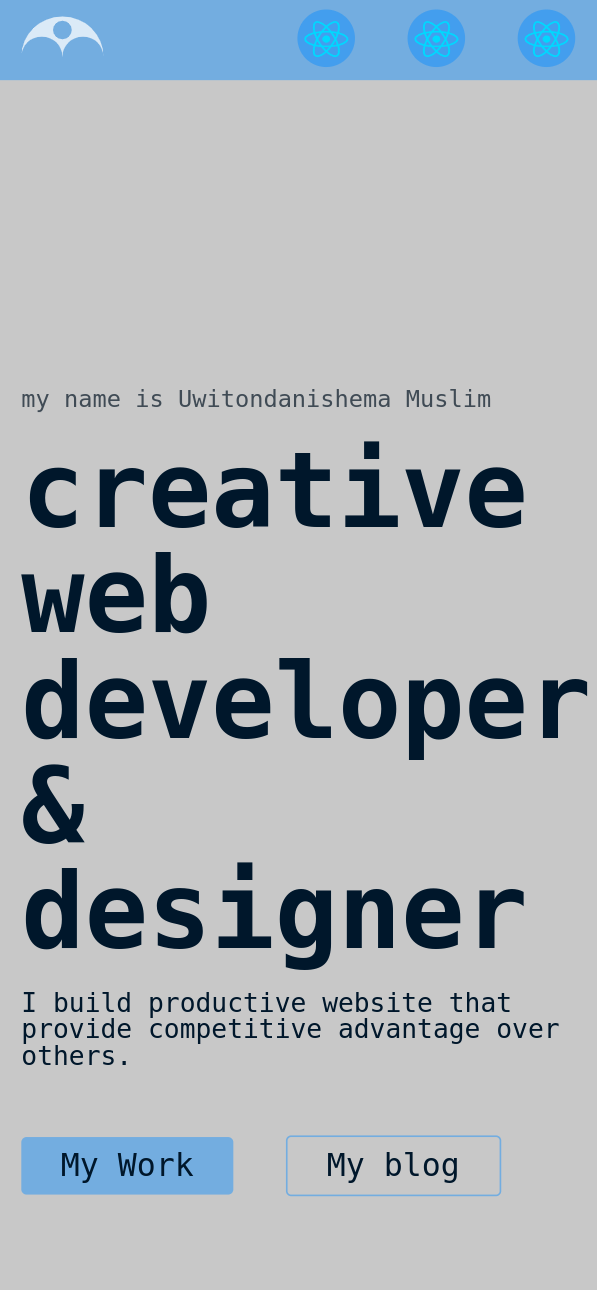 my name is Uwitondanishema Muslim
creative
web
developer
&
designer
I build productive website that
provide competitive advantage over
others.
My Work
My blog